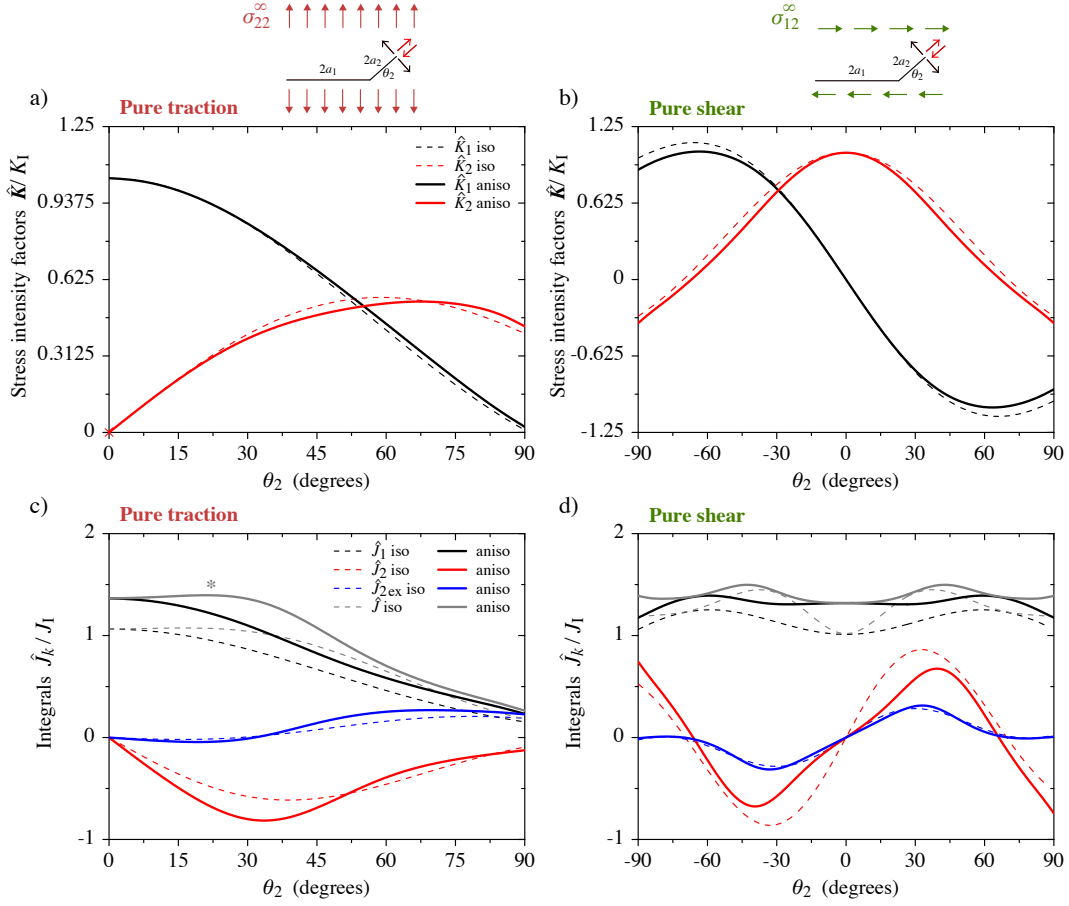 σ∞22
σ∞12
2a1 2a2 θ2
2a1 2a2 θ2
a) Pure traction
b) Pure shear
Stress intensity factors K̂/ KI
1.25
0.9375
0.625
0.3125
0
K̂1 iso
K̂2 iso
K̂1 aniso
K̂2 aniso
0 15 30 45 60 75 90
θ2 (degrees)
Stress intensity factors K̂/ KI
1.25
0.625
0
-0.625
-1.25
-90 -60 -30 0 30 60 90
θ2 (degrees)
c) Pure traction
d) Pure shear
Integrals Ĵk / JI
2
1
0
-1
Ĵ1 iso aniso
Ĵ2 iso aniso
Ĵ2ex iso aniso
Ĵ iso aniso
*
0 15 30 45 60 75 90
θ2 (degrees)
Integrals Ĵk / JI
2
1
0
-1
-90 -60 -30 0 30 60 90
θ2 (degrees)